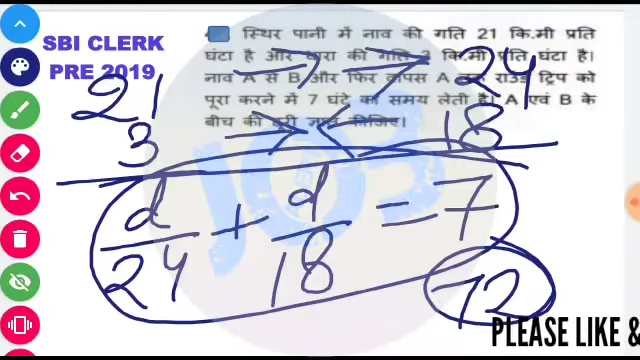 SBI CLERK
PRE 2019
स्थिर पानी में नाव की गति 21 कि.मी प्रति
घंटा है और धारा की गति 3 कि.मी प्रति घंटा है।
नाव A से B और फिर वापस A राउंड ट्रिप को
पूरा करने में 7 घंटे का समय लेती है। A एवं B के
बीच की दूरी ज्ञात कीजिए।
21
3
24
18
d/24 + d/18 = 7
72
JOB
PLEASE LIKE &